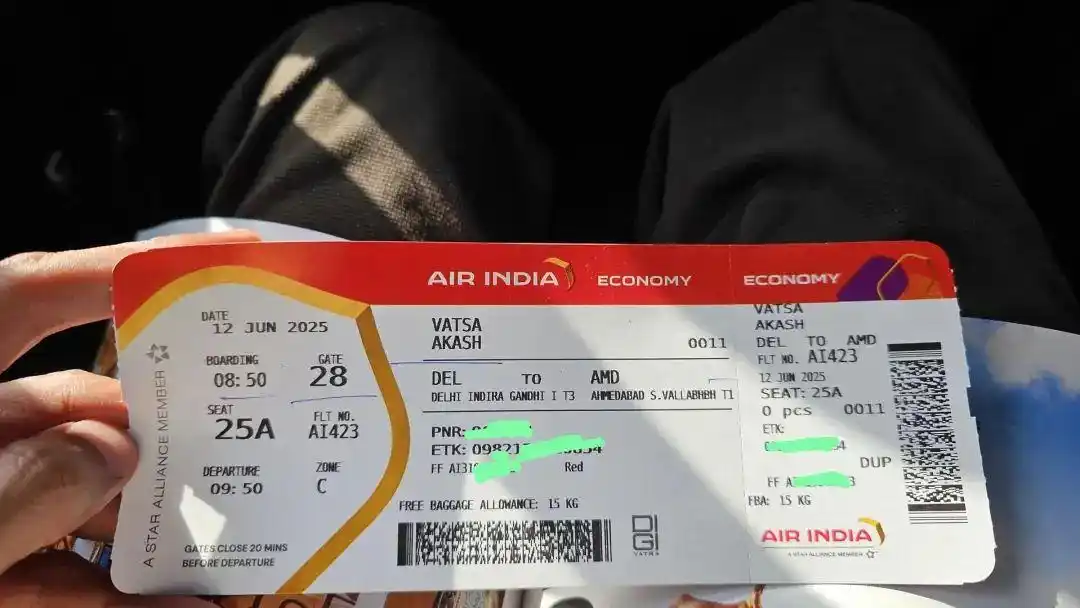 AIR INDIA ECONOMY
DATE
12 JUN 2025
BOARDING GATE
08:50 28
SEAT FLT NO.
25A AI423
DEPARTURE ZONE
09:50 C
GATES CLOSE 20 MINS
BEFORE DEPARTURE
A STAR ALLIANCE MEMBER
VATSA
AKASH 0011
DEL TO AMD
DELHI INDIRA GANDHI I T3 AHMEDABAD S.VALLABHBH T1
PNR:
ETK:
FF Red
FREE BAGGAGE ALLOWANCE: 15 KG
DIGI
YATRA
ECONOMY
VATSA
AKASH
DEL TO AMD
FLT NO. AI423
12 JUN 2025
SEAT: 25A
0 pcs 0011
ETK:
DUP
FF
FBA: 15 KG
AIR INDIA
A STAR ALLIANCE MEMBER